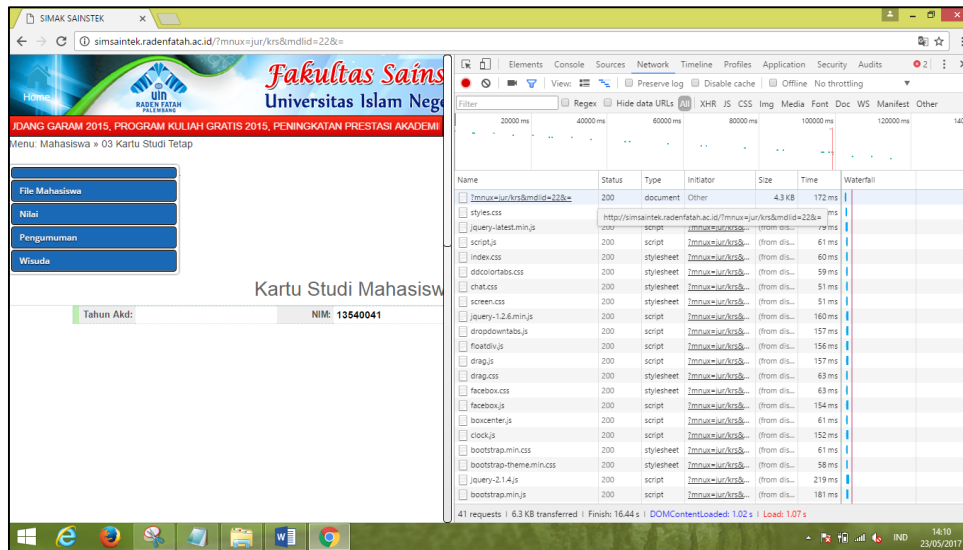 SIMAK SAINSTEK
simsaintek.radenfatah.ac.id/?mnux=jur/krs&mdlid=22&=
Home
UIN
RADEN FATAH
PALEMBANG
Fakultas Sains
Universitas Islam Nege
JDANG GARAM 2015, PROGRAM KULIAH GRATIS 2015, PENINGKATAN PRESTASI AKADEMI
Menu: Mahasiswa » 03 Kartu Studi Tetap
File Mahasiswa
Nilai
Pengumuman
Wisuda
Kartu Studi Mahasisw
Tahun Akd: NIM: 13540041
Elements Console Sources Network Timeline Profiles Application Security Audits 2
View: Preserve log Disable cache Offline No throttling
Filter Regex Hide data URLs All XHR JS CSS Img Media Font Doc WS Manifest Other
20000 ms 40000 ms 60000 ms 80000 ms 100000 ms 120000 ms 140
Name Status Type Initiator Size Time Waterfall
?mnux=jur/krs&mdlid=22&= 200 document Other 4.3 KB 172 ms
styles.css ms
http://simsaintek.radenfatah.ac.id/?mnux=jur/krs&mdlid=22&=
jquery-latest.min.js 200 script ?mnux=jur/krs&... (from dis... 79 ms
script.js 200 script ?mnux=jur/krs&... (from dis... 61 ms
index.css 200 stylesheet ?mnux=jur/krs&... (from dis... 60 ms
ddcolortabs.css 200 stylesheet ?mnux=jur/krs&... (from dis... 59 ms
chat.css 200 stylesheet ?mnux=jur/krs&... (from dis... 51 ms
screen.css 200 stylesheet ?mnux=jur/krs&... (from dis... 51 ms
jquery-1.2.6.min.js 200 script ?mnux=jur/krs&... (from dis... 160 ms
dropdowntabs.js 200 script ?mnux=jur/krs&... (from dis... 157 ms
floatdiv.js 200 script ?mnux=jur/krs&... (from dis... 156 ms
drag.js 200 script ?mnux=jur/krs&... (from dis... 157 ms
drag.css 200 stylesheet ?mnux=jur/krs&... (from dis... 63 ms
facebox.css 200 stylesheet ?mnux=jur/krs&... (from dis... 63 ms
facebox.js 200 script ?mnux=jur/krs&... (from dis... 154 ms
boxcenter.js 200 script ?mnux=jur/krs&... (from dis... 61 ms
clock.js 200 script ?mnux=jur/krs&... (from dis... 152 ms
bootstrap.min.css 200 stylesheet ?mnux=jur/krs&... (from dis... 61 ms
bootstrap-theme.min.css 200 stylesheet ?mnux=jur/krs&... (from dis... 58 ms
jquery-2.1.4.js 200 script ?mnux=jur/krs&... (from dis... 219 ms
bootstrap.min.js 200 script ?mnux=jur/krs&... (from dis... 181 ms
41 requests | 6.3 KB transferred | Finish: 16.44 s | DOMContentLoaded: 1.02 s | Load: 1.07 s
IND 14:10
23/05/2017